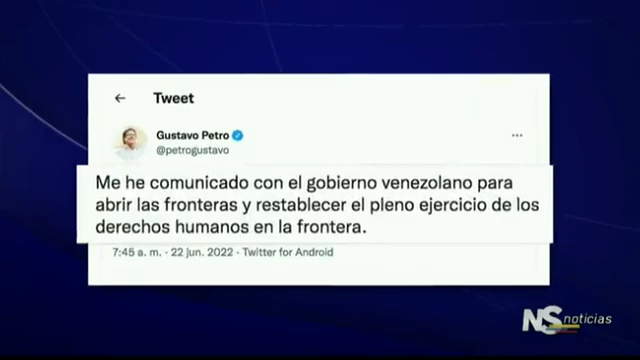 Tweet
Gustavo Petro
@petrogustavo
Me he comunicado con el gobierno venezolano para
abrir las fronteras y restablecer el pleno ejercicio de los
derechos humanos en la frontera.
7:45 a. m. · 22 jun. 2022 · Twitter for Android
NS noticias